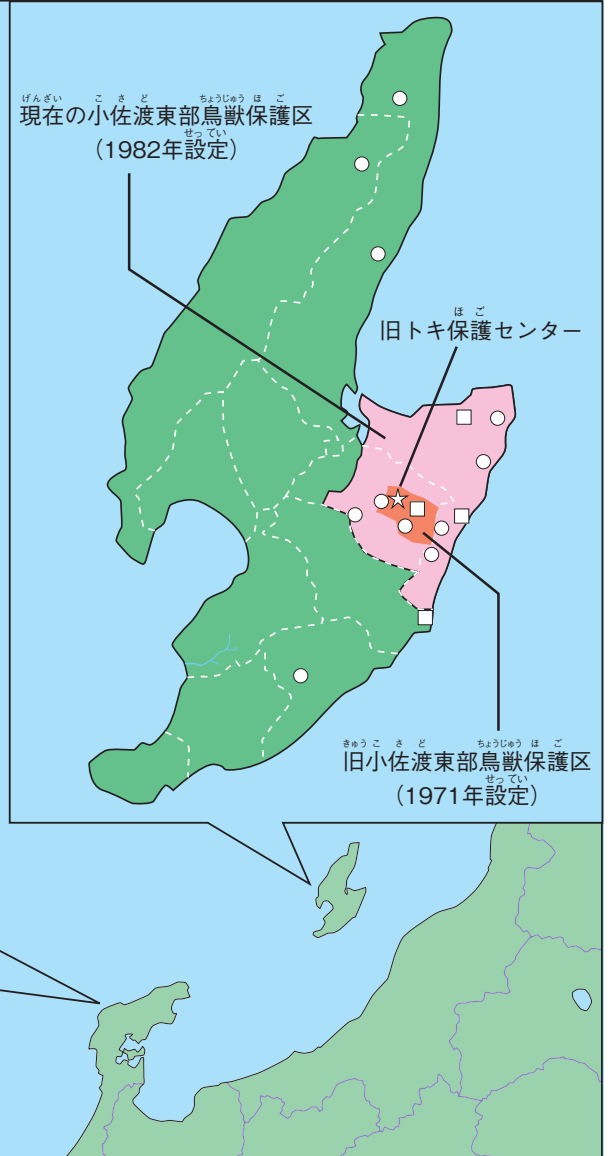 げんざい こ さ ど ちょうじゅう ほ ご
現在の小佐渡東部鳥獣保護区
せってい
（1982年設定）
ほ ご
旧トキ保護センター
きゅう こ さ ど ちょうじゅう ほ ご
旧小佐渡東部鳥獣保護区
せってい
（1971年設定）